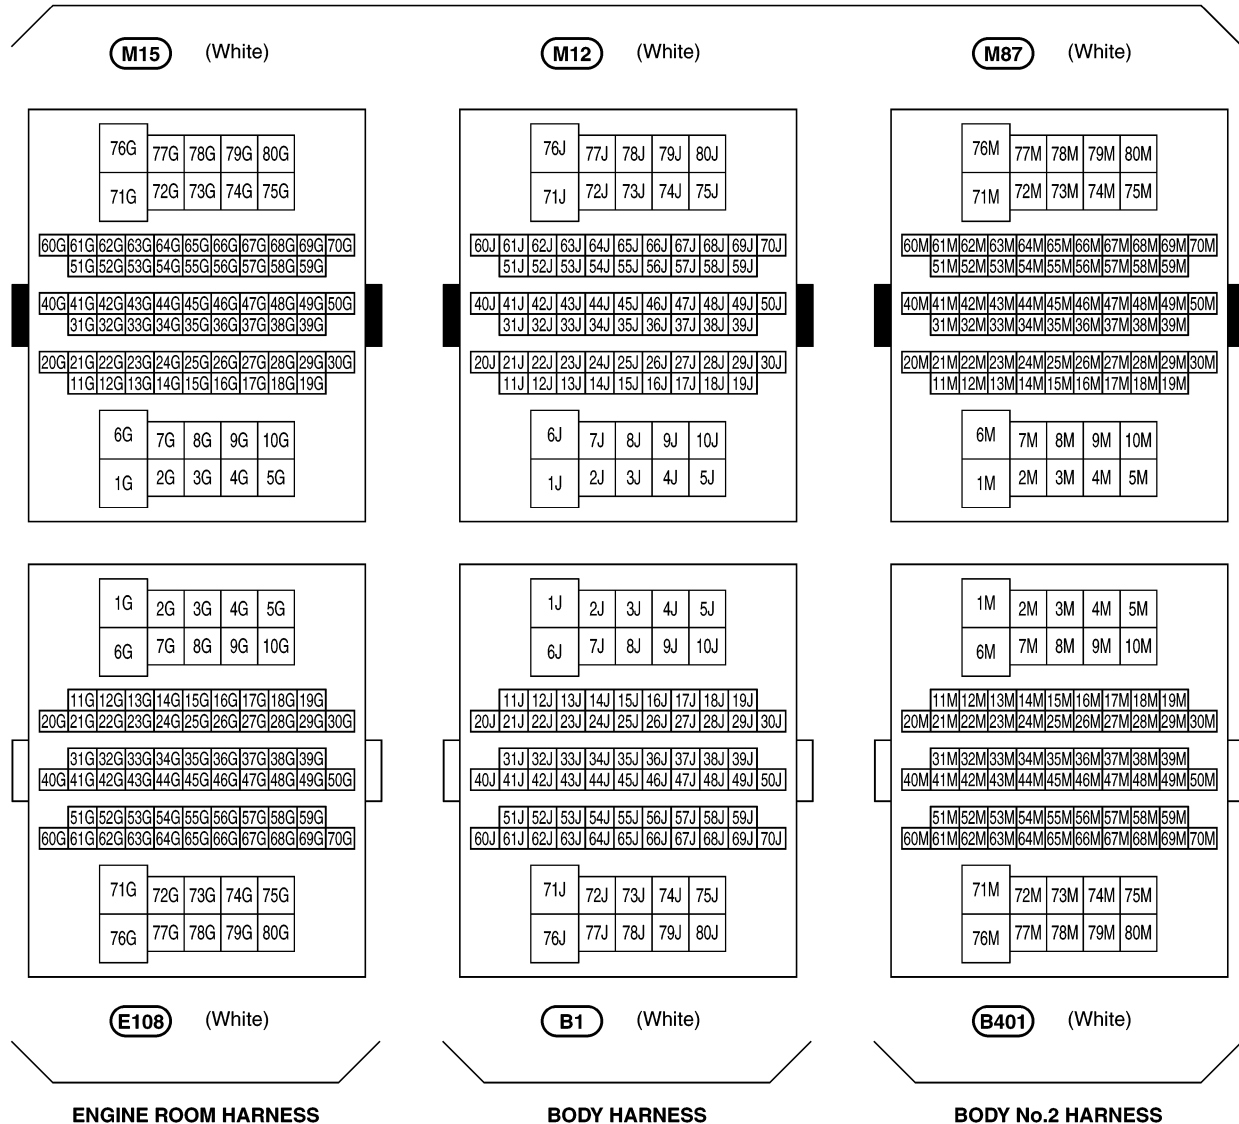 M15 (White) M12 (White) M87 (White)
76G 77G 78G 79G 80G 76J 77J 78J 79J 80J 76M 77M 78M 79M 80M
71G 72G 73G 74G 75G 71J 72J 73J 74J 75J 71M 72M 73M 74M 75M
60G 61G 62G 63G 64G 65G 66G 67G 68G 69G 70G 60J 61J 62J 63J 64J 65J 66J 67J 68J 69J 70J 60M 61M 62M 63M 64M 65M 66M 67M 68M 69M 70M
51G 52G 53G 54G 55G 56G 57G 58G 59G 51J 52J 53J 54J 55J 56J 57J 58J 59J 51M 52M 53M 54M 55M 56M 57M 58M 59M
40G 41G 42G 43G 44G 45G 46G 47G 48G 49G 50G 40J 41J 42J 43J 44J 45J 46J 47J 48J 49J 50J 40M 41M 42M 43M 44M 45M 46M 47M 48M 49M 50M
31G 32G 33G 34G 35G 36G 37G 38G 39G 31J 32J 33J 34J 35J 36J 37J 38J 39J 31M 32M 33M 34M 35M 36M 37M 38M 39M
20G 21G 22G 23G 24G 25G 26G 27G 28G 29G 30G 20J 21J 22J 23J 24J 25J 26J 27J 28J 29J 30J 20M 21M 22M 23M 24M 25M 26M 27M 28M 29M 30M
11G 12G 13G 14G 15G 16G 17G 18G 19G 11J 12J 13J 14J 15J 16J 17J 18J 19J 11M 12M 13M 14M 15M 16M 17M 18M 19M
6G 7G 8G 9G 10G 6J 7J 8J 9J 10J 6M 7M 8M 9M 10M
1G 2G 3G 4G 5G 1J 2J 3J 4J 5J 1M 2M 3M 4M 5M
1G 2G 3G 4G 5G 1J 2J 3J 4J 5J 1M 2M 3M 4M 5M
6G 7G 8G 9G 10G 6J 7J 8J 9J 10J 6M 7M 8M 9M 10M
11G 12G 13G 14G 15G 16G 17G 18G 19G 11J 12J 13J 14J 15J 16J 17J 18J 19J 11M 12M 13M 14M 15M 16M 17M 18M 19M
20G 21G 22G 23G 24G 25G 26G 27G 28G 29G 30G 20J 21J 22J 23J 24J 25J 26J 27J 28J 29J 30J 20M 21M 22M 23M 24M 25M 26M 27M 28M 29M 30M
31G 32G 33G 34G 35G 36G 37G 38G 39G 31J 32J 33J 34J 35J 36J 37J 38J 39J 31M 32M 33M 34M 35M 36M 37M 38M 39M
40G 41G 42G 43G 44G 45G 46G 47G 48G 49G 50G 40J 41J 42J 43J 44J 45J 46J 47J 48J 49J 50J 40M 41M 42M 43M 44M 45M 46M 47M 48M 49M 50M
51G 52G 53G 54G 55G 56G 57G 58G 59G 51J 52J 53J 54J 55J 56J 57J 58J 59J 51M 52M 53M 54M 55M 56M 57M 58M 59M
60G 61G 62G 63G 64G 65G 66G 67G 68G 69G 70G 60J 61J 62J 63J 64J 65J 66J 67J 68J 69J 70J 60M 61M 62M 63M 64M 65M 66M 67M 68M 69M 70M
71G 72G 73G 74G 75G 71J 72J 73J 74J 75J 71M 72M 73M 74M 75M
76G 77G 78G 79G 80G 76J 77J 78J 79J 80J 76M 77M 78M 79M 80M
E108 (White) B1 (White) B401 (White)
ENGINE ROOM HARNESS BODY HARNESS BODY No.2 HARNESS